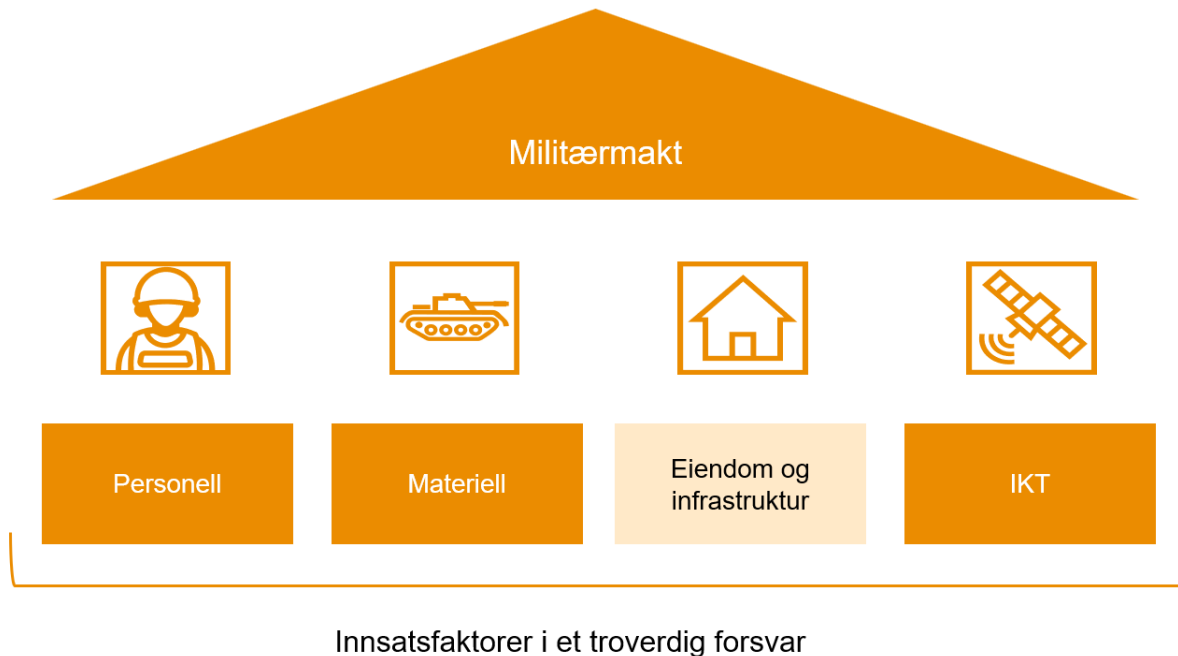 Militærmakt
Personell
Materiell
Eiendom og
infrastruktur
IKT
Innsatsfaktorer i et troverdig forsvar